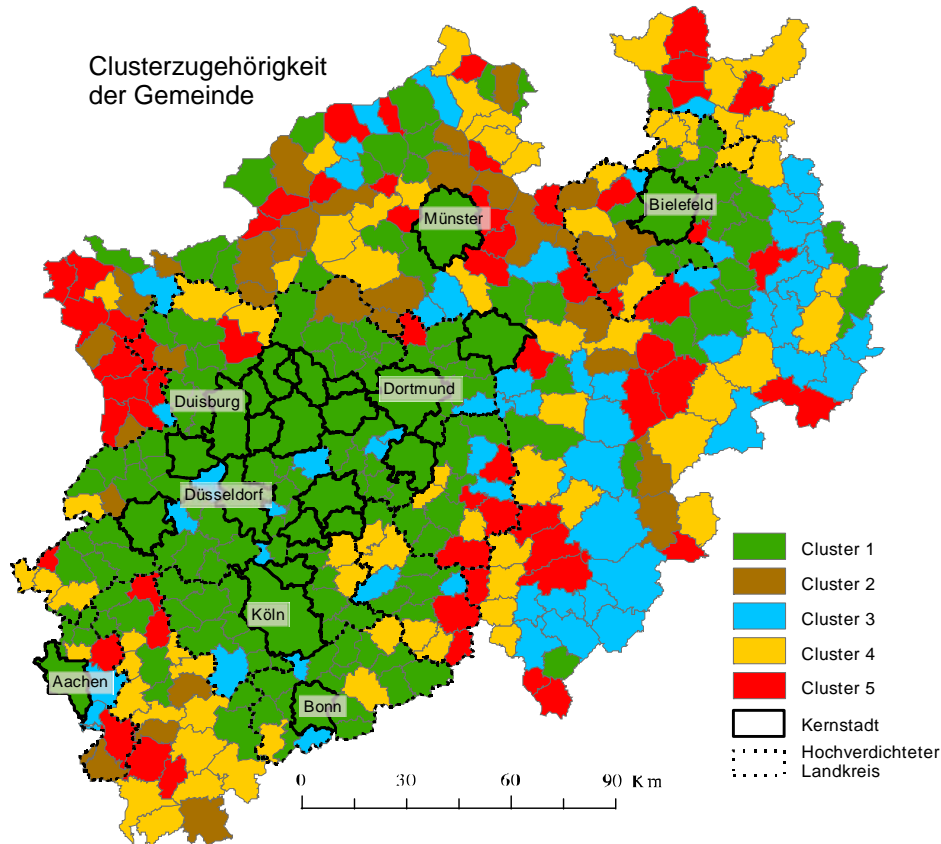 Clusterzugehörigkeit
der Gemeinde
Münster
Bielefeld
Duisburg
Dortmund
Düsseldorf
Köln
Aachen
Bonn
Cluster 1
Cluster 2
Cluster 3
Cluster 4
Cluster 5
Kernstadt
Hochverdichteter
Landkreis
0 30 60 90 Km